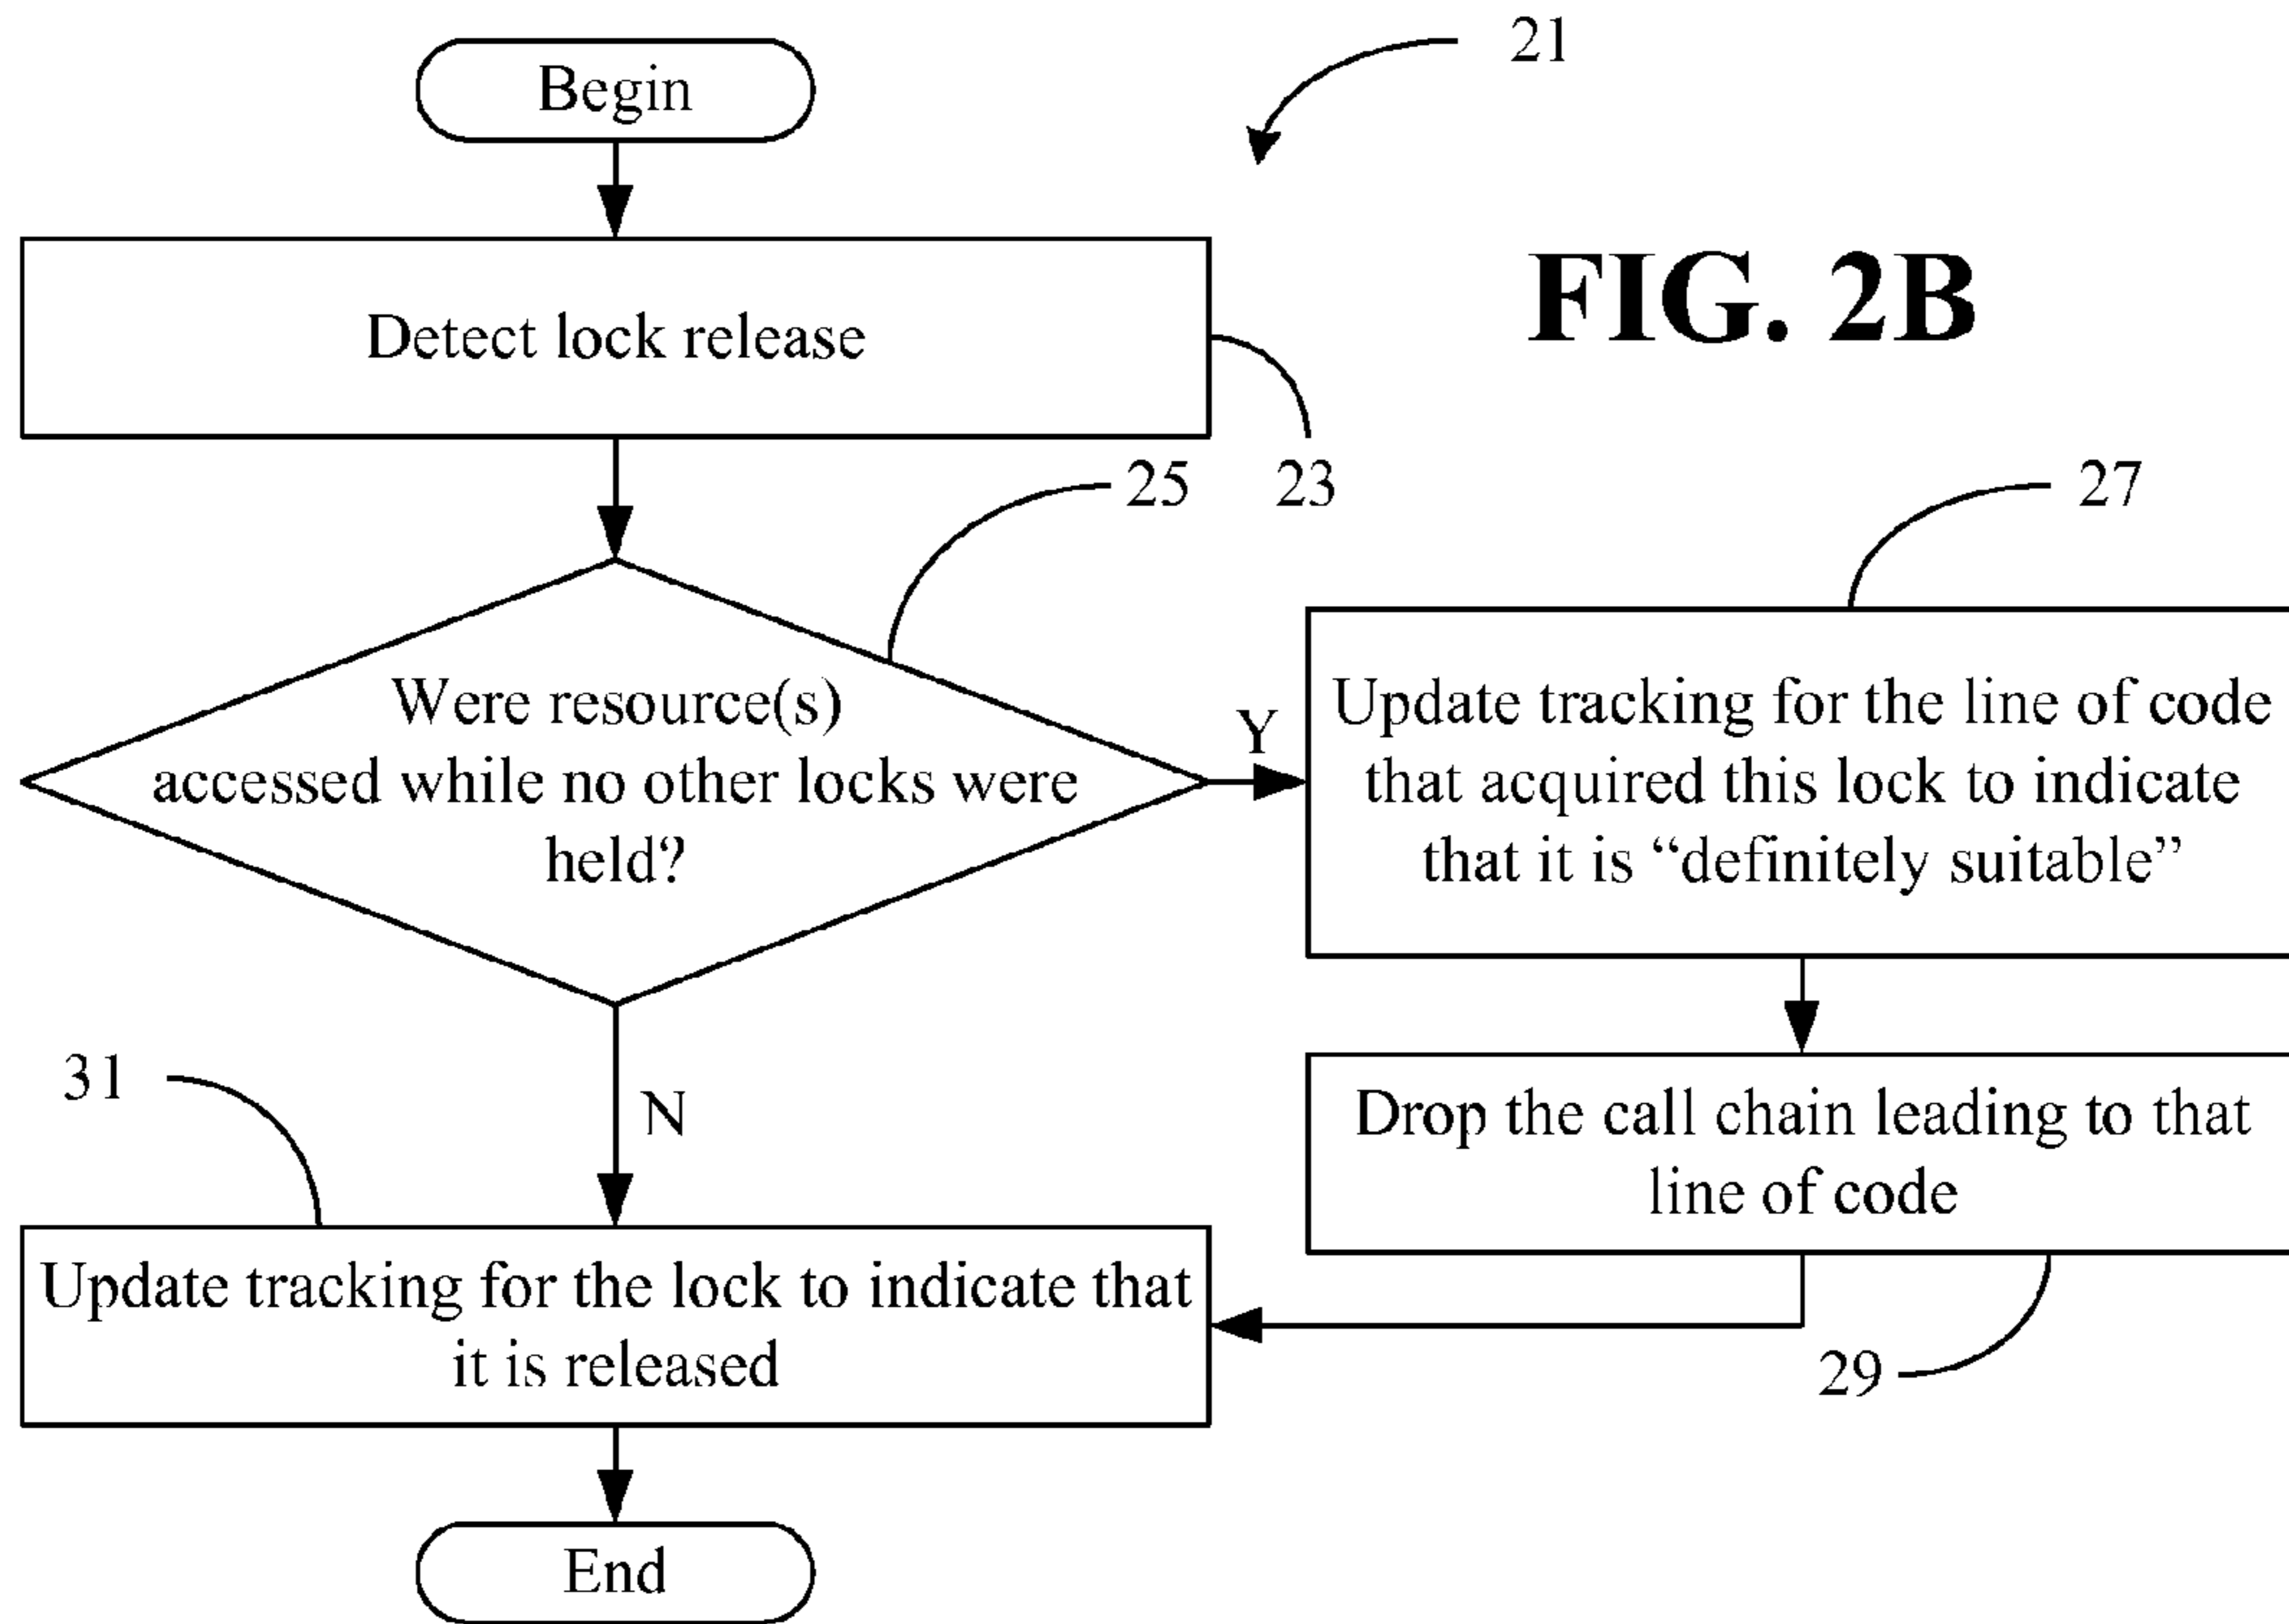 Begin
21
FIG. 2B
Detect lock release
23
25
27
Were resource(s)
accessed while no other locks were
held?
Y
Update tracking for the line of code
that acquired this lock to indicate
that it is “definitely suitable”
N
31
Drop the call chain leading to that
line of code
29
Update tracking for the lock to indicate that
it is released
End